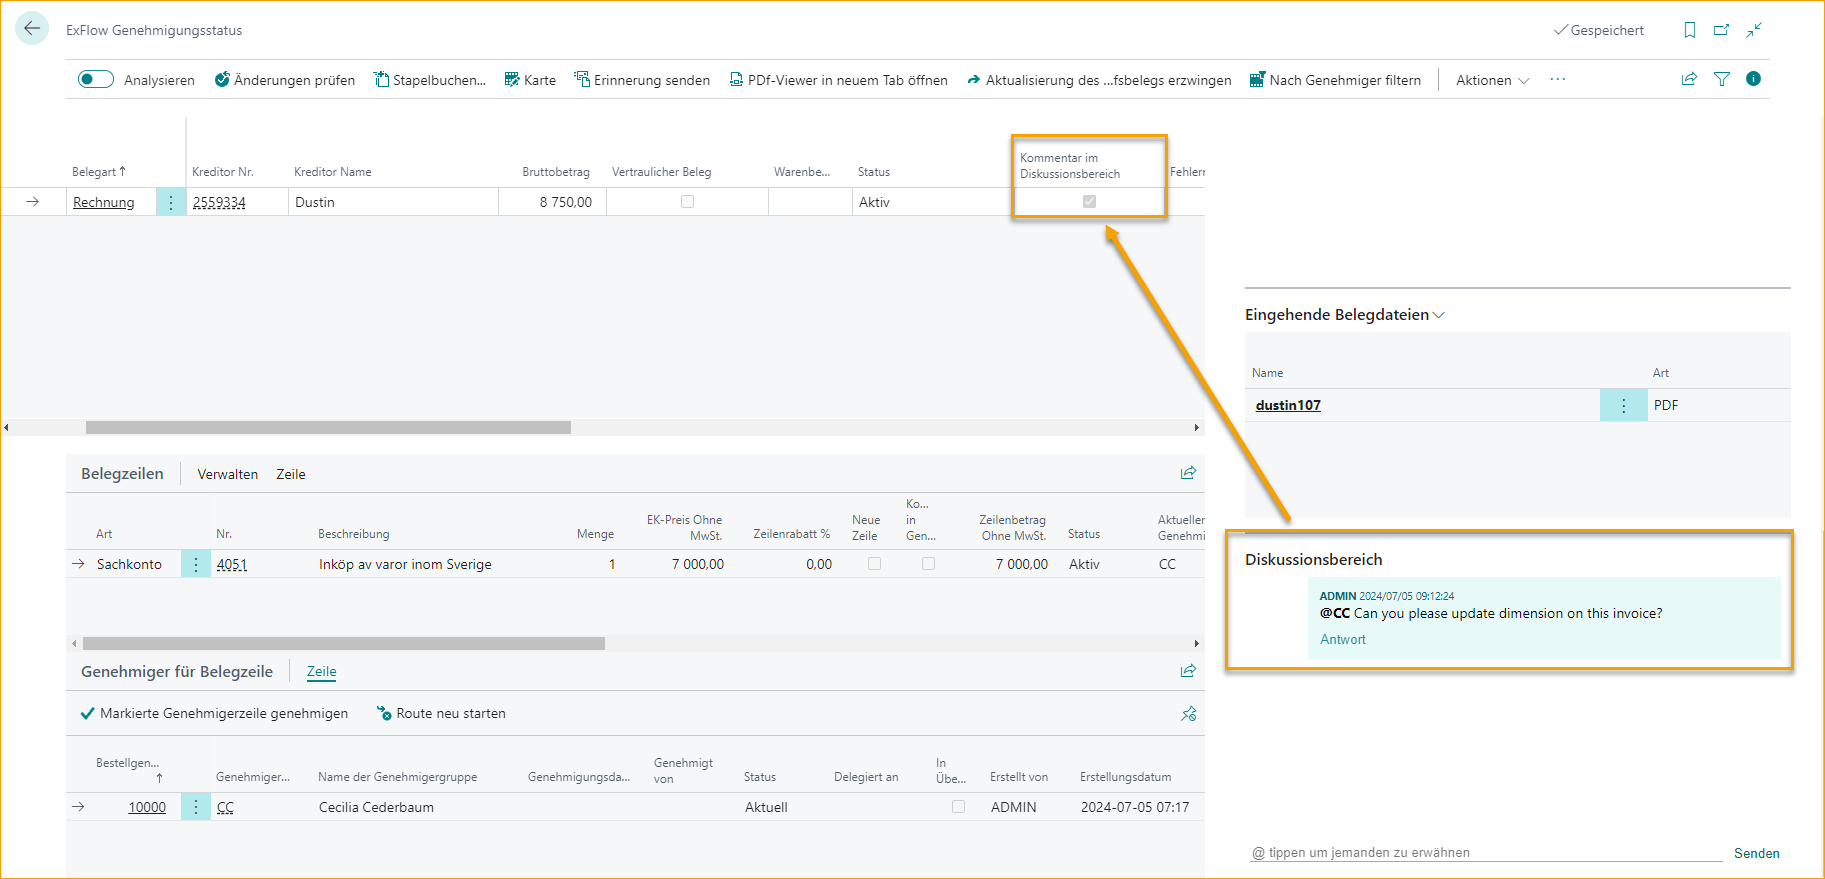 ExFlow Genehmigungsstatus
Gespeichert
Analysieren Änderungen prüfen Stapelbuchen... Karte Erinnerung senden PDf-Viewer in neuem Tab öffnen Aktualisierung des ...fsbelegs erzwingen Nach Genehmiger filtern Aktionen ...
Belegart ↑ Kreditor Nr. Kreditor Name Bruttobetrag Vertraulicher Beleg Warenbe... Status Kommentar im
Diskussionsbereich Fehlerr
Rechnung 2559334 Dustin 8 750,00 Aktiv
Eingehende Belegdateien
Name Art
dustin107 PDF
Belegzeilen Verwalten Zeile
Art Nr. Beschreibung Menge EK-Preis Ohne
MwSt. Zeilenrabatt % Neue
Zeile Ko...
in
Gen... Zeilenbetrag
Ohne MwSt. Status Aktueller
Genehmi
Sachkonto 4051 Inköp av varor inom Sverige 1 7 000,00 0,00 7 000,00 Aktiv CC
Diskussionsbereich
ADMIN 2024/07/05 09:12:24
@CC Can you please update dimension on this invoice?
Antwort
Genehmiger für Belegzeile Zeile
Markierte Genehmigerzeile genehmigen Route neu starten
Bestellgen...
↑ Genehmiger... Name der Genehmigergruppe Genehmigungsda... Genehmigt
von Status Delegiert an In
Übe... Erstellt von Erstellungsdatum
10000 CC Cecilia Cederbaum Aktuell ADMIN 2024-07-05 07:17
@ tippen um jemanden zu erwähnen Senden